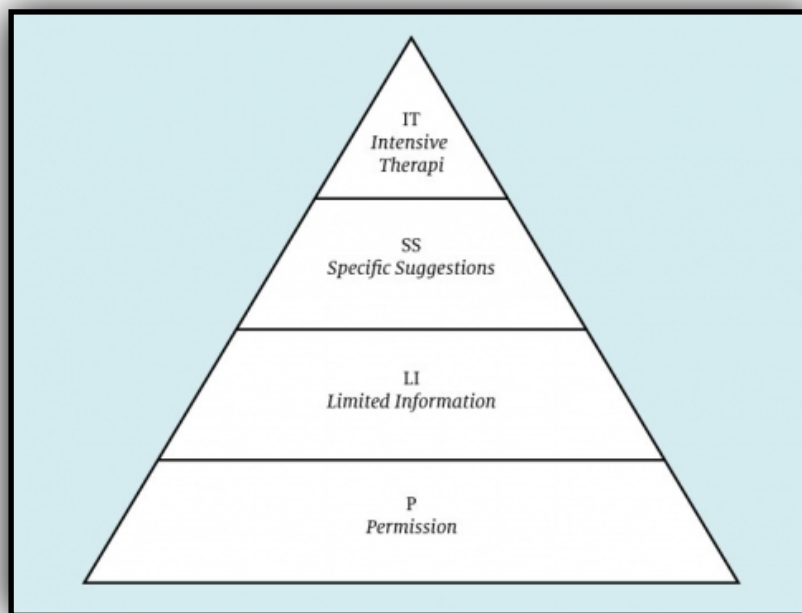 IT
Intensive
Therapi
SS
Specific Suggestions
LI
Limited Information
P
Permission